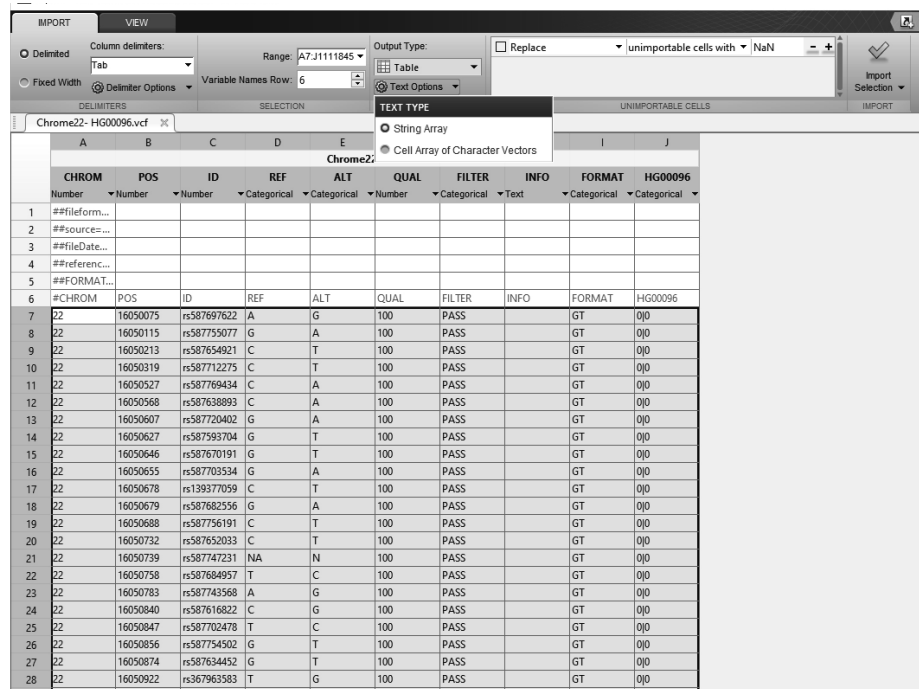 IMPORT VIEW
Delimited
Fixed Width
Column delimiters:
Tab
Delimiter Options
DELIMITERS
Range: A7:J1111845
Variable Names Row: 6
SELECTION
Output Type:
Table
Text Options
TEXT TYPE
String Array
Cell Array of Character Vectors
Replace unimportable cells with NaN - +
UNIMPORTABLE CELLS
Import
Selection
IMPORT
Chrome22- HG00096.vcf
A B C D E I J
Chrome22
CHROM POS ID REF ALT QUAL FILTER INFO FORMAT HG00096
Number Number Number Categorical Categorical Number Categorical Text Categorical Categorical
1 ##fileform...
2 ##source=...
3 ##fileDate...
4 ##referenc...
5 ##FORMAT...
6 #CHROM POS ID REF ALT QUAL FILTER INFO FORMAT HG00096
7 22 16050075 rs587697622 A G 100 PASS GT 0|0
8 22 16050115 rs587755077 G A 100 PASS GT 0|0
9 22 16050213 rs587654921 C T 100 PASS GT 0|0
10 22 16050319 rs587712275 C T 100 PASS GT 0|0
11 22 16050527 rs587769434 C A 100 PASS GT 0|0
12 22 16050568 rs587638893 C A 100 PASS GT 0|0
13 22 16050607 rs587720402 G A 100 PASS GT 0|0
14 22 16050627 rs587593704 G T 100 PASS GT 0|0
15 22 16050646 rs587670191 G T 100 PASS GT 0|0
16 22 16050655 rs587703534 G A 100 PASS GT 0|0
17 22 16050678 rs139377059 C T 100 PASS GT 0|0
18 22 16050679 rs587682556 G A 100 PASS GT 0|0
19 22 16050688 rs587756191 C T 100 PASS GT 0|0
20 22 16050732 rs587652033 C T 100 PASS GT 0|0
21 22 16050739 rs587747231 NA N 100 PASS GT 0|0
22 22 16050758 rs587684957 T C 100 PASS GT 0|0
23 22 16050783 rs587743568 A G 100 PASS GT 0|0
24 22 16050840 rs587616822 C G 100 PASS GT 0|0
25 22 16050847 rs587702478 T C 100 PASS GT 0|0
26 22 16050856 rs587754502 G T 100 PASS GT 0|0
27 22 16050874 rs587634452 G T 100 PASS GT 0|0
28 22 16050922 rs367963583 T G 100 PASS GT 0|0